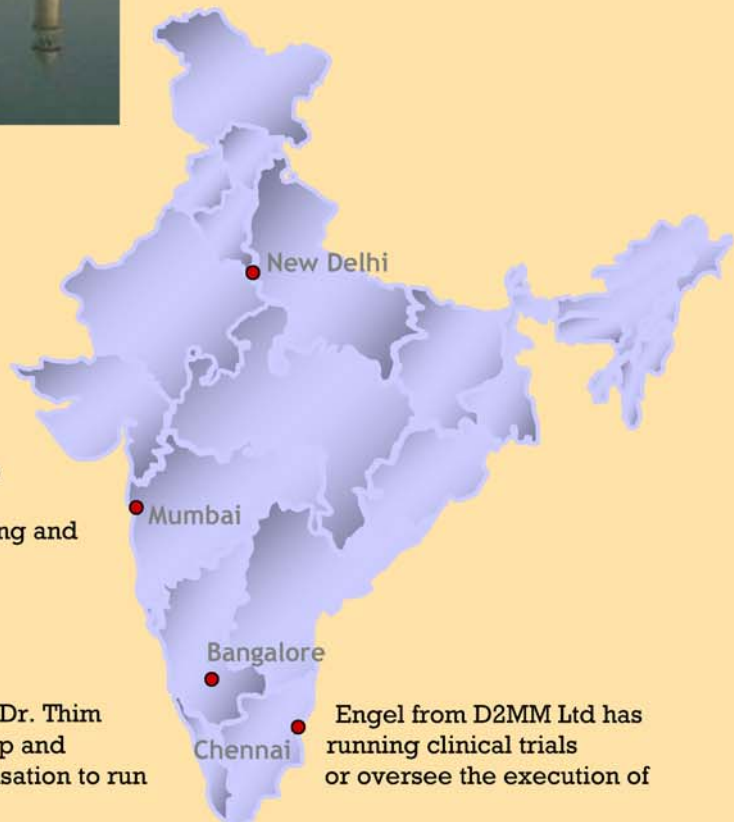 New Delhi
Mumbai
ng and
Bangalore
Dr. Thim Engel from D2MM Ltd has
p and Chennai running clinical trials
sation to run or oversee the execution of